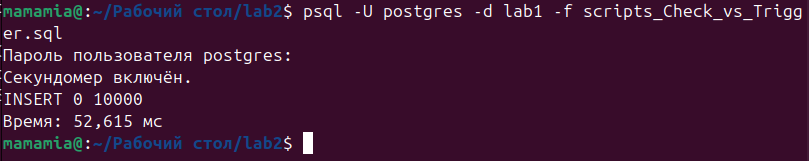 mamamia@:~/Рабочий стол/lab2$ psql -U postgres -d lab1 -f scripts_Check_vs_Trigg
er.sql
Пароль пользователя postgres:
Секундомер включён.
INSERT 0 10000
Время: 52,615 мс
mamamia@:~/Рабочий стол/lab2$